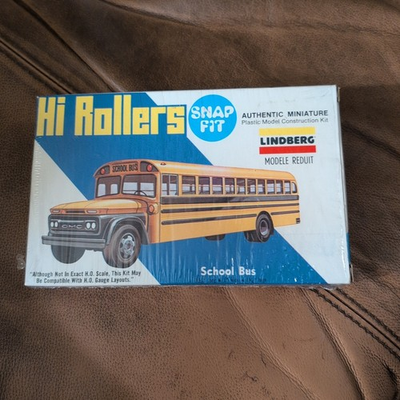 Hi Rollers
SNAP
FIT
AUTHENTIC MINIATURE
Plastic Model Construction Kit
LINDBERG
MODELE REDUIT
SCHOOL BUS
GMC
School Bus
"Although Not In Exact H.O. Scale, This Kit May
Be Compatible With H.O. Gauge Layouts."